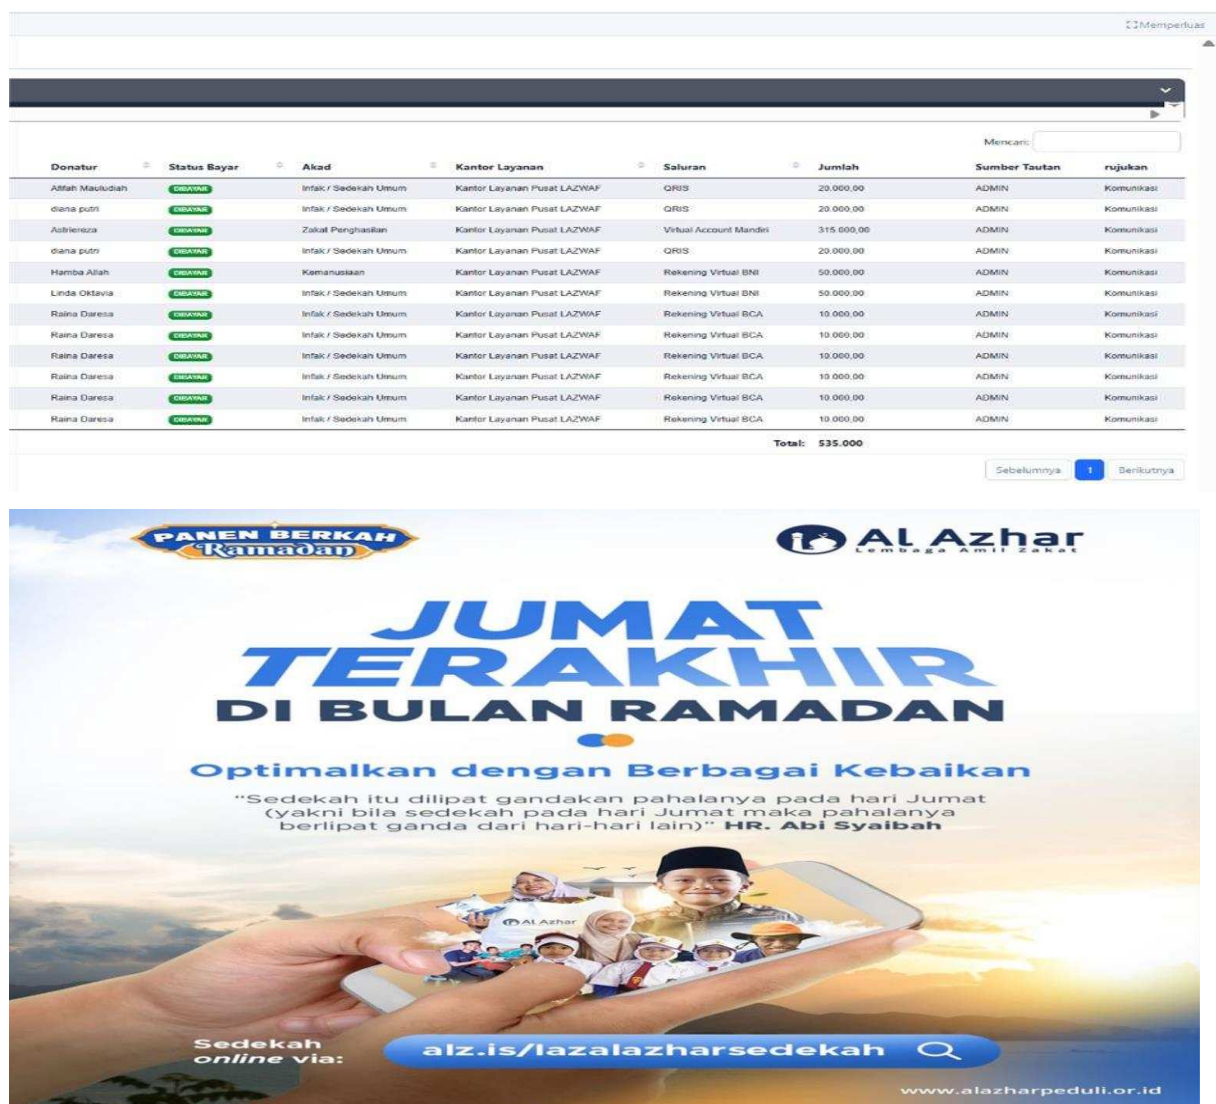 Memperluas
Mencari:
Donatur Status Bayar Akad Kantor Layanan Saluran Jumlah Sumber Tautan rujukan
Afifah Mauludiah DIBAYAR Infak / Sedekah Umum Kantor Layanan Pusat LAZWAF QRIS 20.000,00 ADMIN Komunikasi
diana putri DIBAYAR Infak / Sedekah Umum Kantor Layanan Pusat LAZWAF QRIS 20.000,00 ADMIN Komunikasi
Astriereza DIBAYAR Zakat Penghasilan Kantor Layanan Pusat LAZWAF Virtual Account Mandiri 315.000,00 ADMIN Komunikasi
diana putri DIBAYAR Infak / Sedekah Umum Kantor Layanan Pusat LAZWAF QRIS 20.000,00 ADMIN Komunikasi
Hamba Allah DIBAYAR Kemanusiaan Kantor Layanan Pusat LAZWAF Rekening Virtual BNI 50.000,00 ADMIN Komunikasi
Linda Oktavia DIBAYAR Infak / Sedekah Umum Kantor Layanan Pusat LAZWAF Rekening Virtual BNI 50.000,00 ADMIN Komunikasi
Raina Daresa DIBAYAR Infak / Sedekah Umum Kantor Layanan Pusat LAZWAF Rekening Virtual BCA 10.000,00 ADMIN Komunikasi
Raina Daresa DIBAYAR Infak / Sedekah Umum Kantor Layanan Pusat LAZWAF Rekening Virtual BCA 10.000,00 ADMIN Komunikasi
Raina Daresa DIBAYAR Infak / Sedekah Umum Kantor Layanan Pusat LAZWAF Rekening Virtual BCA 10.000,00 ADMIN Komunikasi
Raina Daresa DIBAYAR Infak / Sedekah Umum Kantor Layanan Pusat LAZWAF Rekening Virtual BCA 10.000,00 ADMIN Komunikasi
Raina Daresa DIBAYAR Infak / Sedekah Umum Kantor Layanan Pusat LAZWAF Rekening Virtual BCA 10.000,00 ADMIN Komunikasi
Raina Daresa DIBAYAR Infak / Sedekah Umum Kantor Layanan Pusat LAZWAF Rekening Virtual BCA 10.000,00 ADMIN Komunikasi
Total: 535.000
Sebelumnya 1 Berikutnya
PANEN BERKAH
Ramadan
Al Azhar
Lembaga Amil Zakat
JUMAT
TERAKHIR
DI BULAN RAMADAN
Optimalkan dengan Berbagai Kebaikan
"Sedekah itu dilipat gandakan pahalanya pada hari Jumat
(yakni bila sedekah pada hari Jumat maka pahalanya
berlipat ganda dari hari-hari lain)" HR. Abi Syaibah
Al Azhar
Sedekah
online via:
alz.is/lazalazharsedekah
www.alazharpeduli.or.id